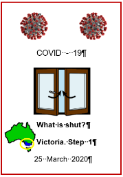 COVID - 19¶
What is shut?¶
Victoria. Step 1¶
25 March 2020¶